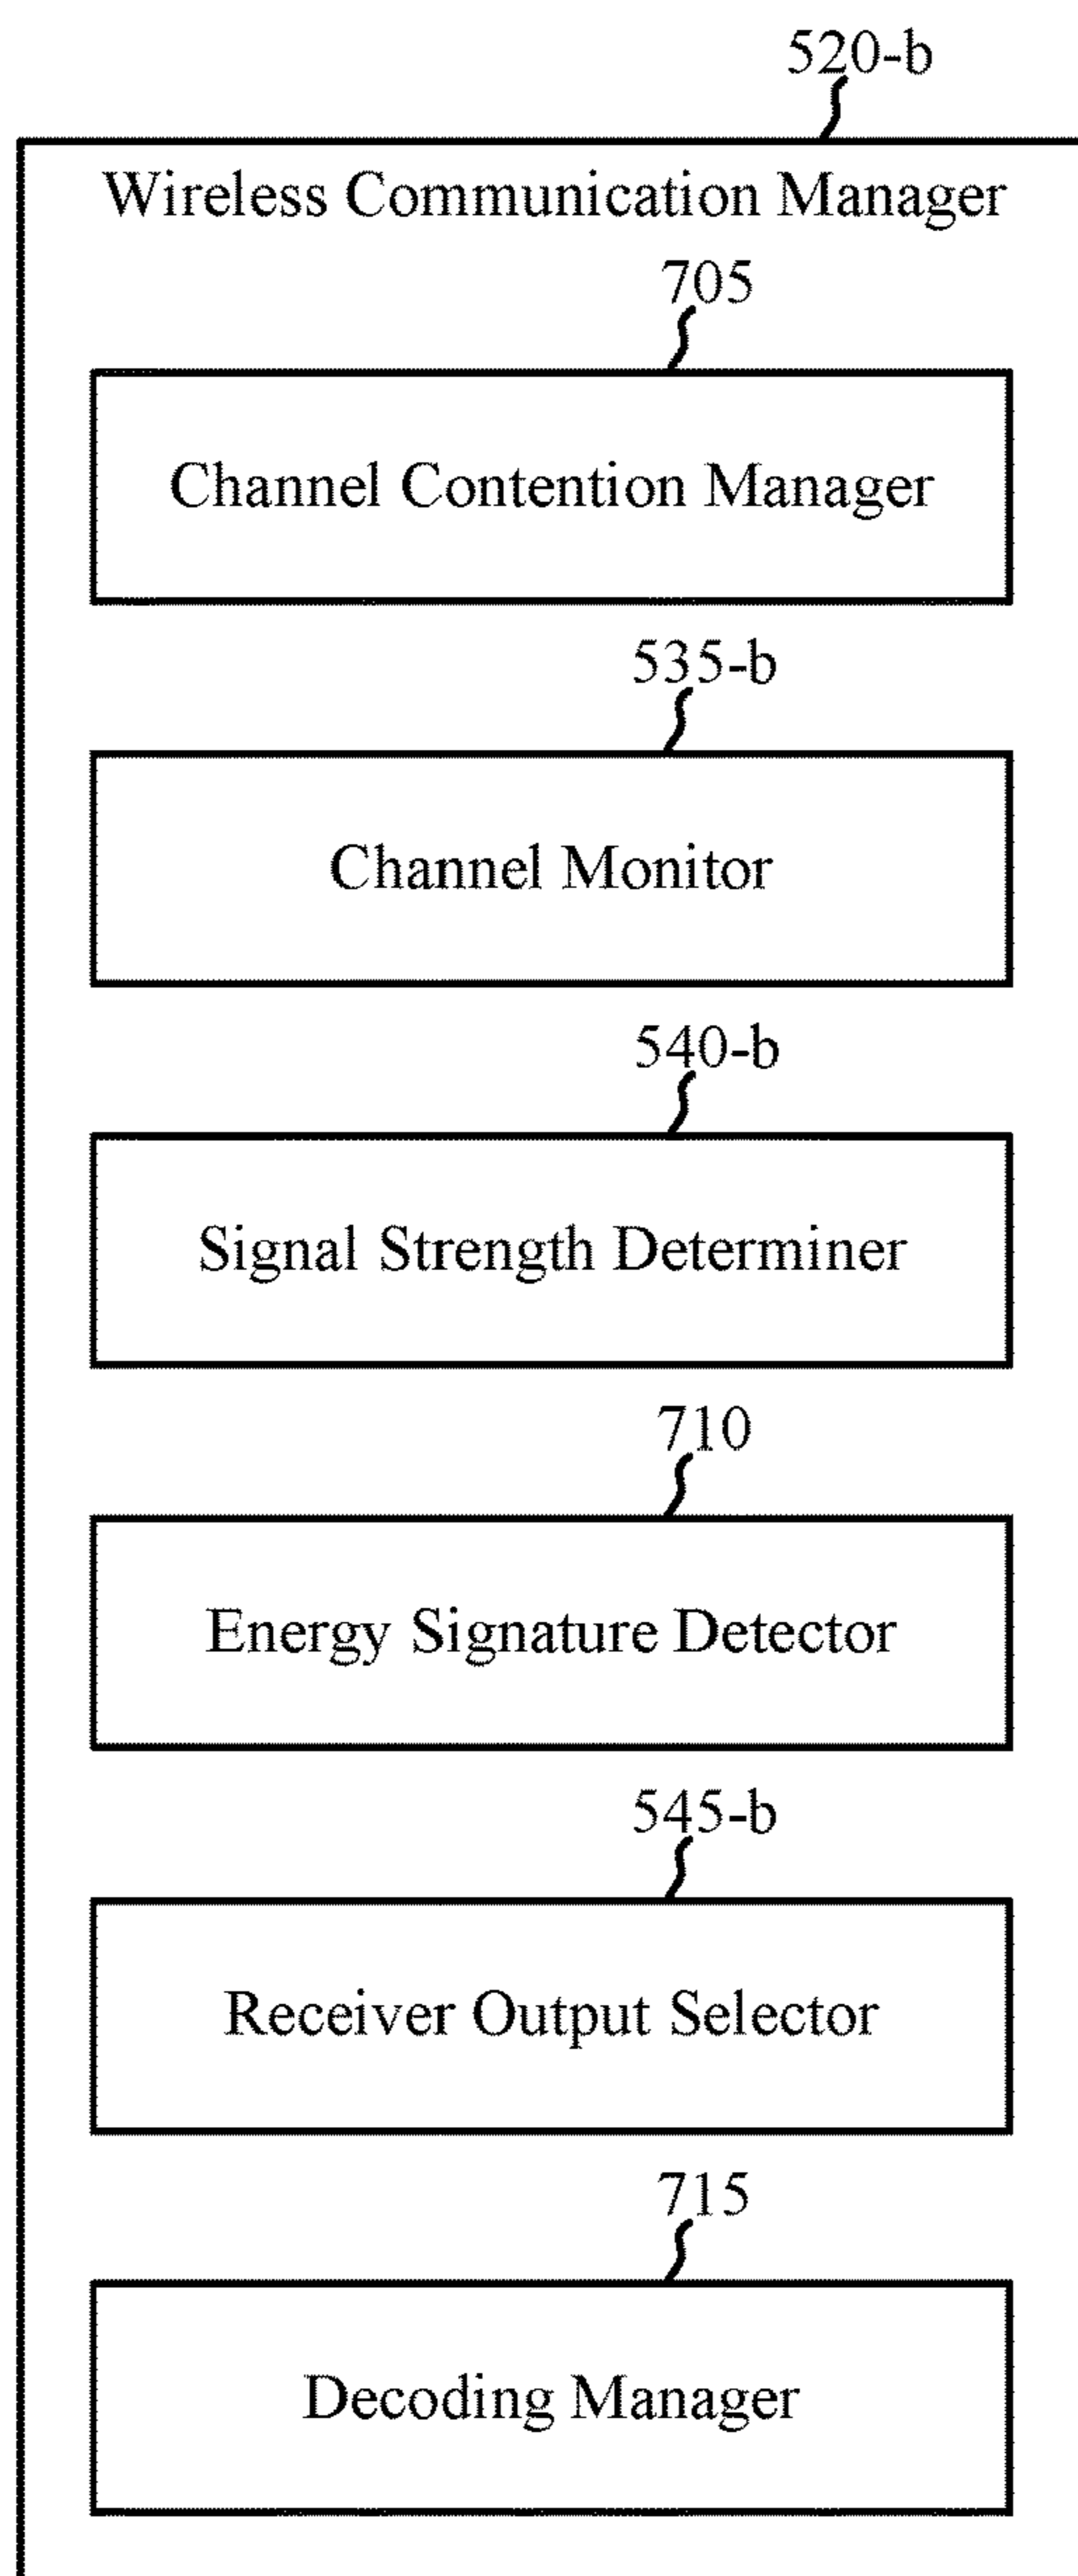 520-b
Wireless Communication Manager
705
Channel Contention Manager
535-b
Channel Monitor
540-b
Signal Strength Determiner
710
Energy Signature Detector
545-b
Receiver Output Selector
715
Decoding Manager